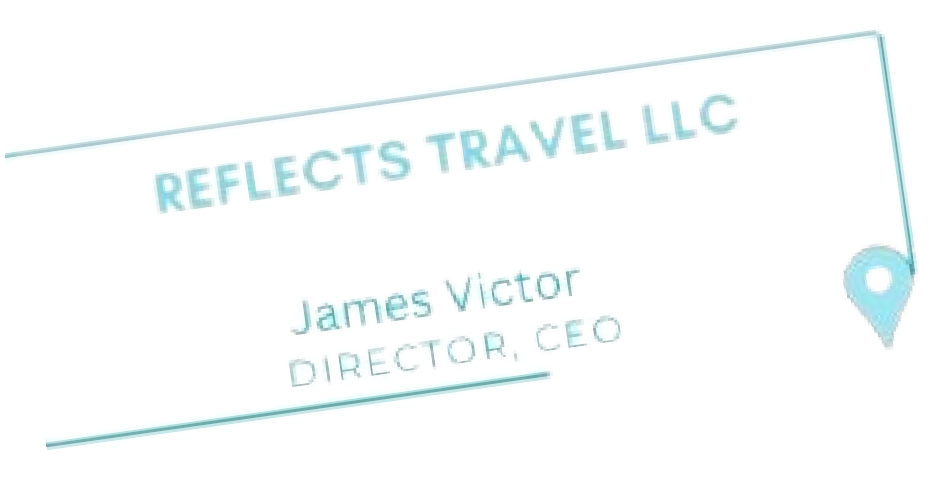 REFLECTS TRAVEL LLC
James Victor
DIRECTOR, CEO